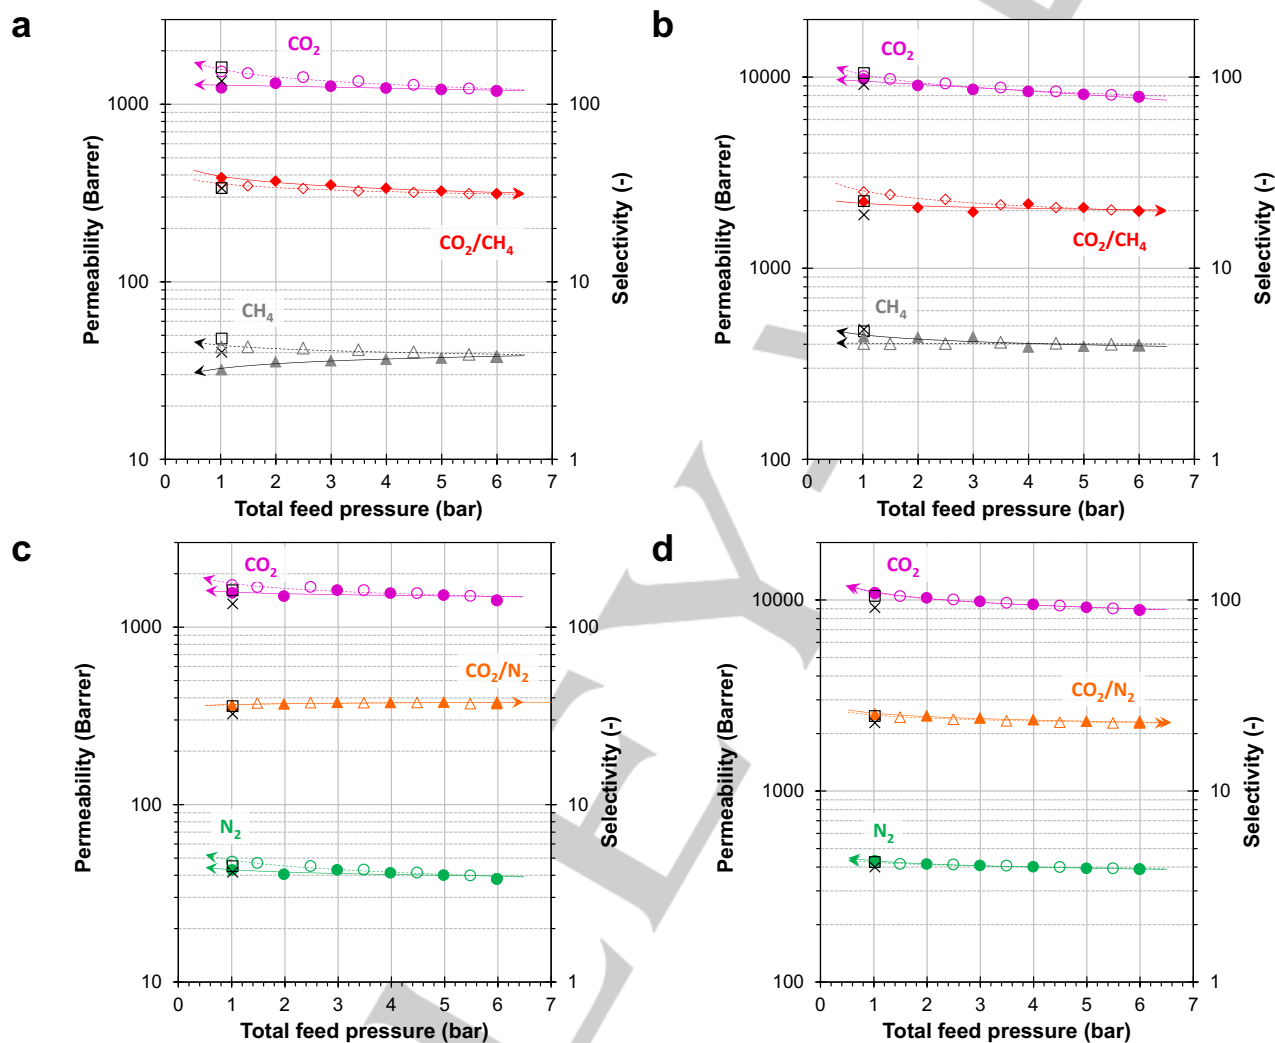 a
CO2
1000
100
CO2/CH4
100
10
CH4
10
1
0 1 2 3 4 5 6 7
Permeability (Barrer)
Selectivity (-)
Total feed pressure (bar)
b
CO2
10000
100
CO2/CH4
1000
10
CH4
100
1
0 1 2 3 4 5 6 7
Permeability (Barrer)
Selectivity (-)
Total feed pressure (bar)
c
CO2
1000
100
CO2/N2
100
10
N2
10
1
0 1 2 3 4 5 6 7
Permeability (Barrer)
Selectivity (-)
Total feed pressure (bar)
d
CO2
10000
100
CO2/N2
1000
10
N2
100
1
0 1 2 3 4 5 6 7
Permeability (Barrer)
Selectivity (-)
Total feed pressure (bar)